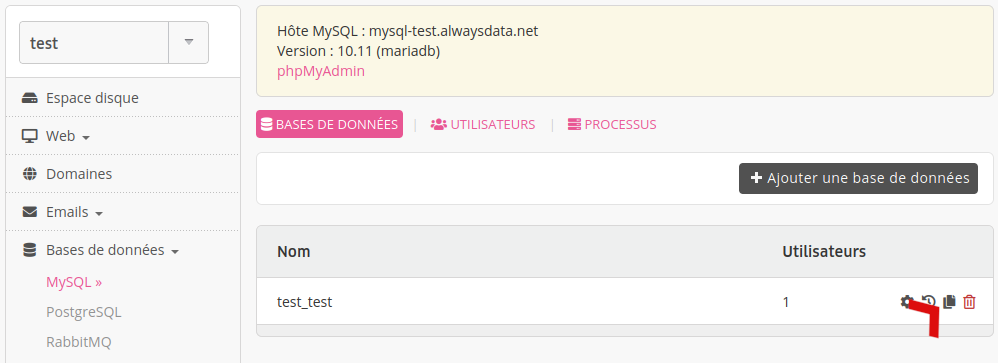 test
Espace disque
Web
Domaines
Emails
Bases de données
MySQL »
PostgreSQL
RabbitMQ
Hôte MySQL : mysql-test.alwaysdata.net
Version : 10.11 (mariadb)
phpMyAdmin
BASES DE DONNÉES | UTILISATEURS | PROCESSUS
+ Ajouter une base de données
Nom Utilisateurs
test_test 1